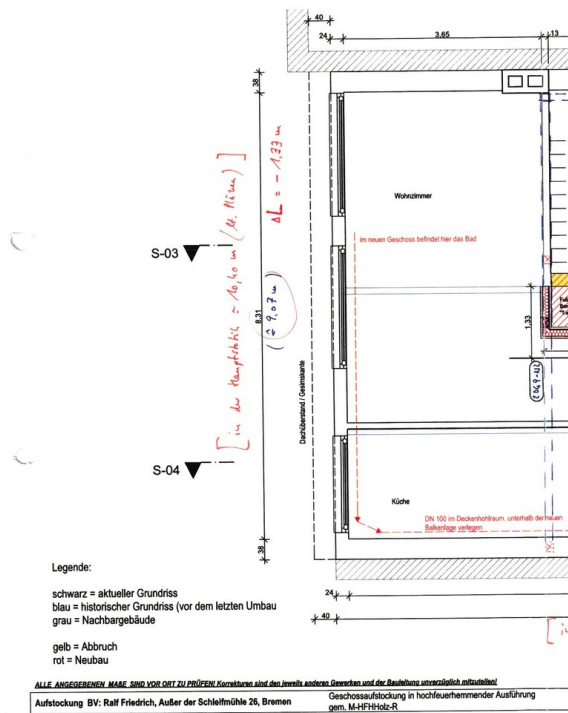 40
24
3,65
13
38
[in der Hauptstatik = 10,40 m (lt. Pläne)]
ΔL = - 1,33 m
Wohnzimmer
im neuen Geschoss befindet hier das Bad
S-03
8,31
(≙ 9,07 m)
1,33
Dachüberstand / Gesimskante
S-04
Küche
DN 100 im Deckenhohlraum, unterhalb der neuen
Balkenlage verlegen
38
24
40
Legende:
schwarz = aktueller Grundriss
blau = historischer Grundriss (vor dem letzten Umbau
grau = Nachbargebäude
gelb = Abbruch
rot = Neubau
ALLE ANGEGEBENEN MAßE SIND VOR ORT ZU PRÜFEN! Korrekturen sind den jeweils anderen Gewerken und der Bauleitung unverzüglich mitzuteilen!
Aufstockung BV: Ralf Friedrich, Außer der Schleifmühle 26, Bremen
Geschossaufstockung in hochfeuerhemmender Ausführung
gem. M-HFHHolz-R